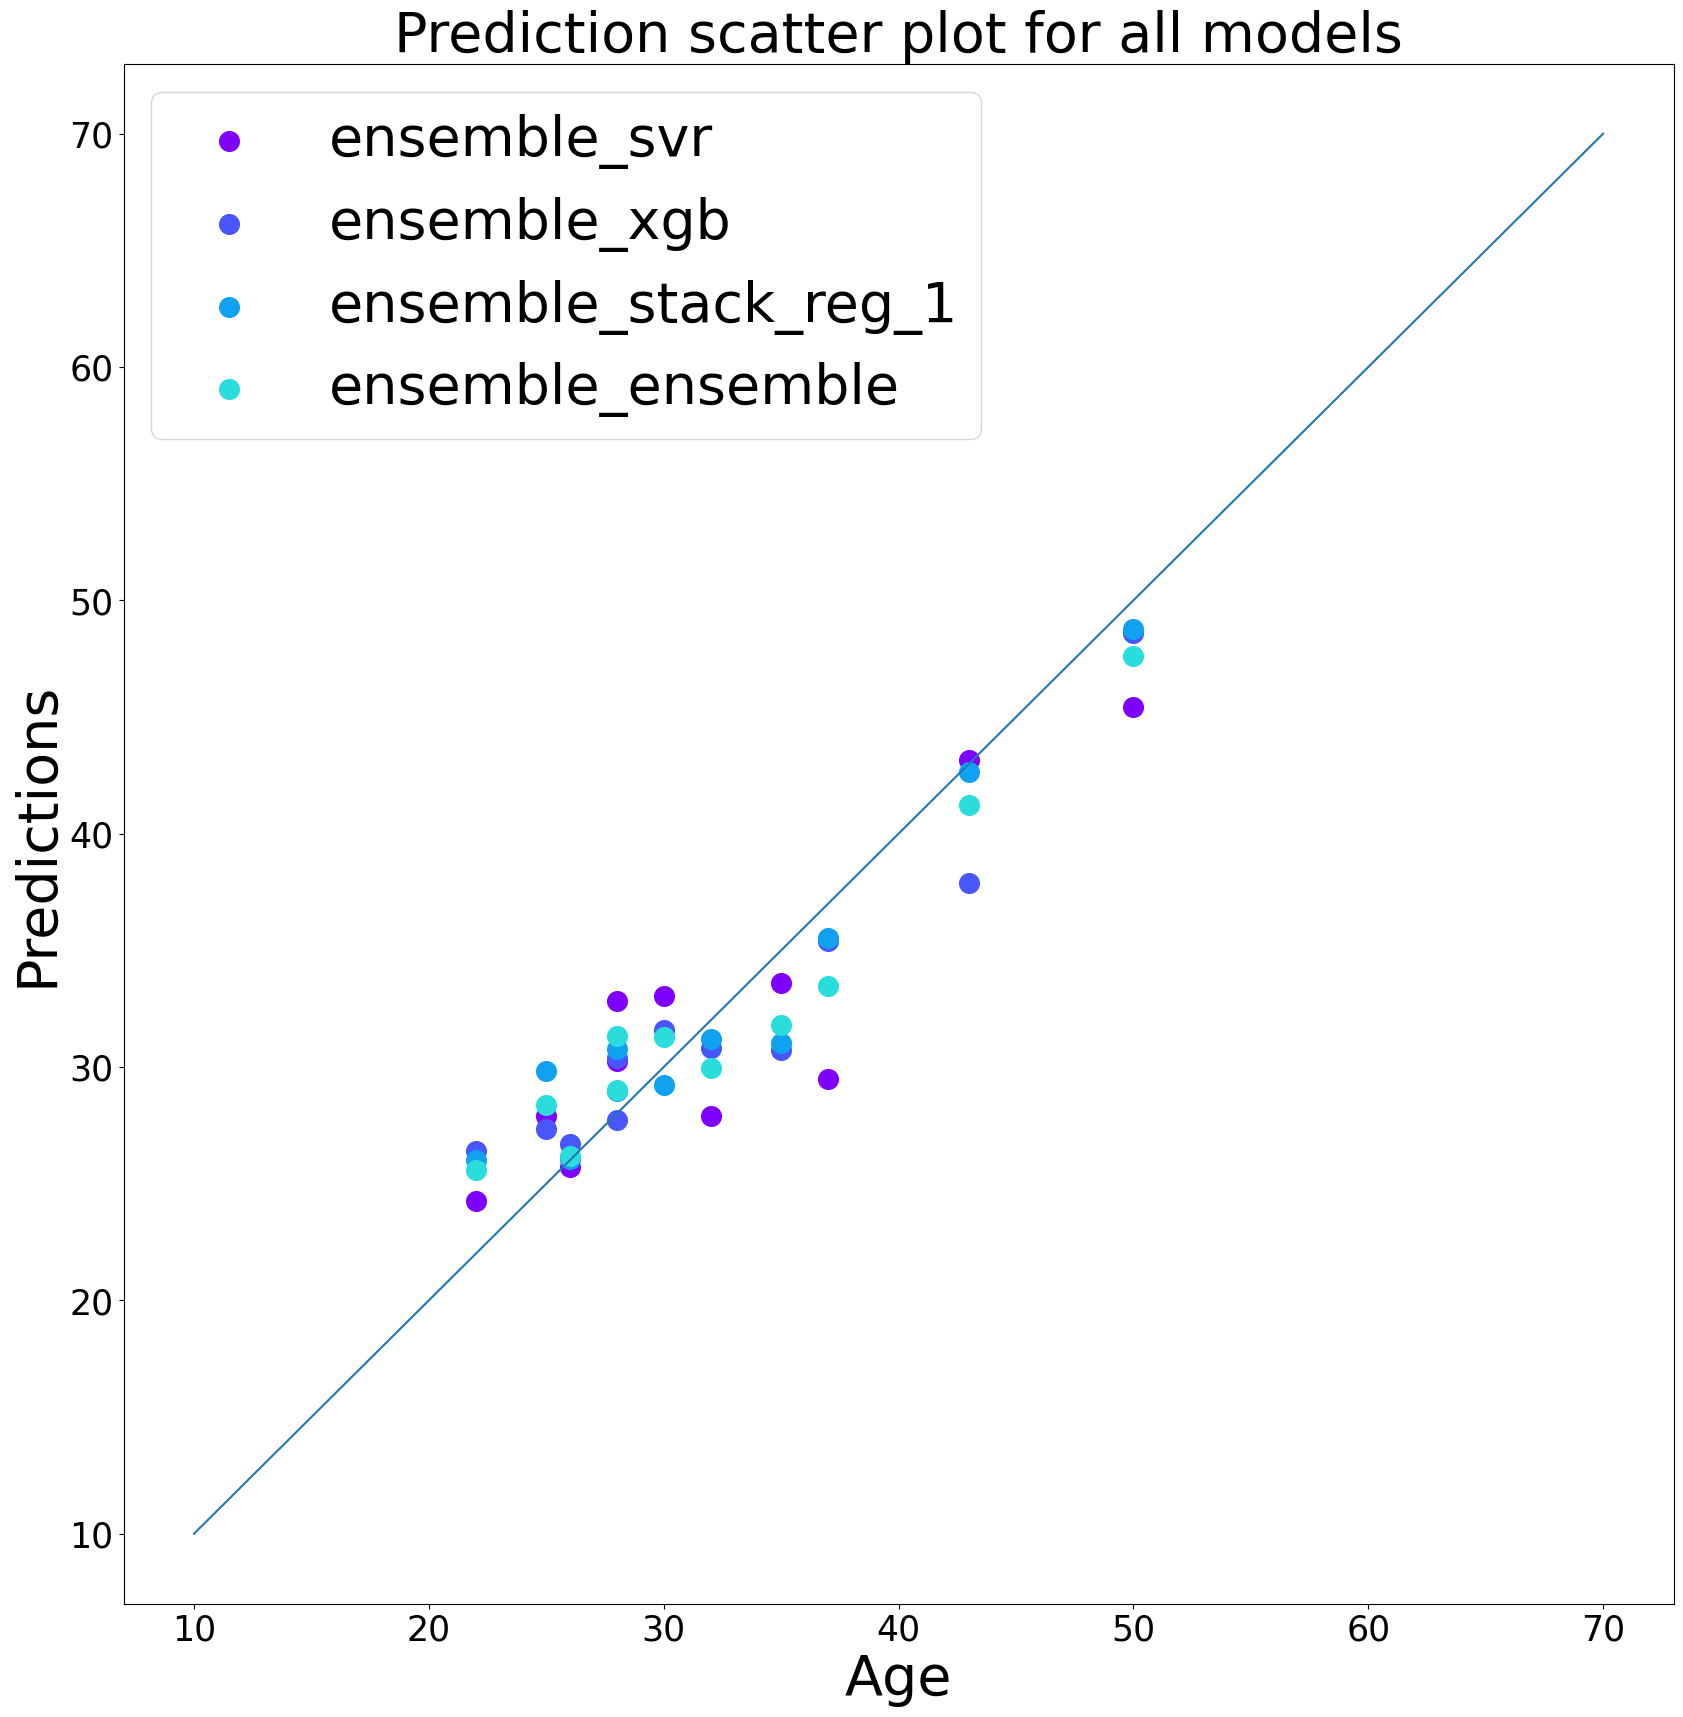 Prediction scatter plot for all models
ensemble_svr
ensemble_xgb
ensemble_stack_reg_1
ensemble_ensemble
Predictions
70
60
50
40
30
20
10
10 20 30 40 50 60 70
Age